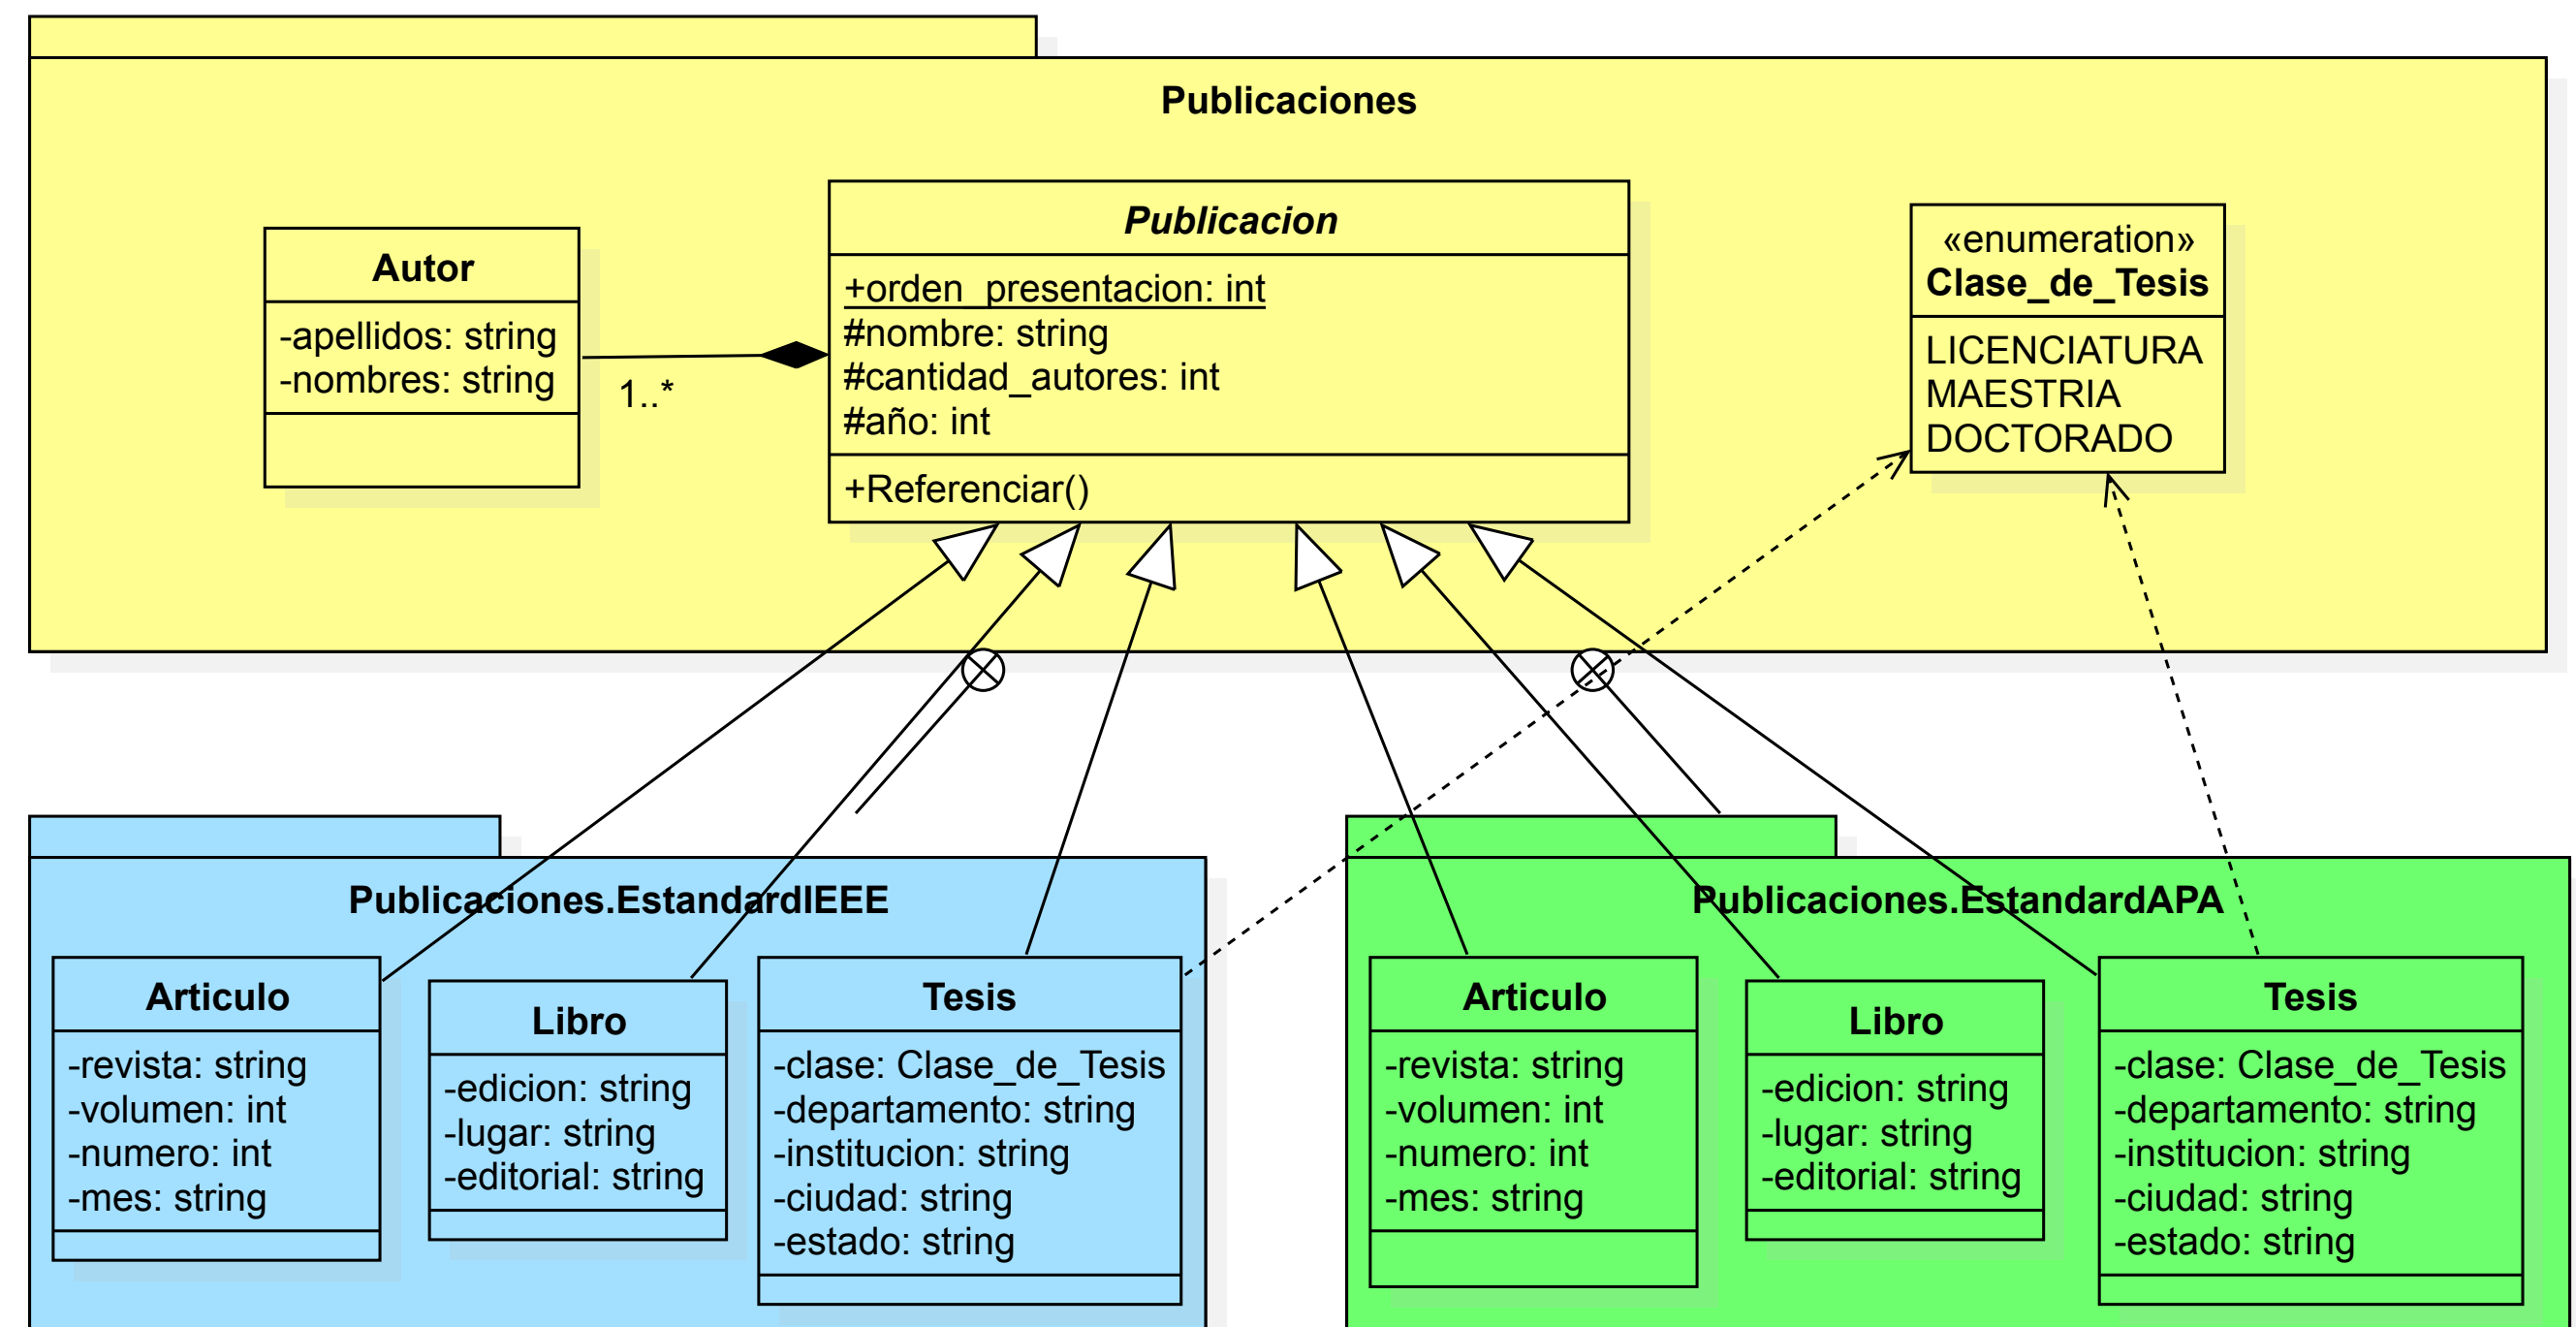 Publicaciones
Autor
-apellidos: string
-nombres: string
1..*
Publicacion
+orden_presentacion: int
#nombre: string
#cantidad_autores: int
#año: int
+Referenciar()
«enumeration»
Clase_de_Tesis
LICENCIATURA
MAESTRIA
DOCTORADO
Publicaciones.EstandardIEEE
Articulo
-revista: string
-volumen: int
-numero: int
-mes: string
Libro
-edicion: string
-lugar: string
-editorial: string
Tesis
-clase: Clase_de_Tesis
-departamento: string
-institucion: string
-ciudad: string
-estado: string
Publicaciones.EstandardAPA
Articulo
-revista: string
-volumen: int
-numero: int
-mes: string
Libro
-edicion: string
-lugar: string
-editorial: string
Tesis
-clase: Clase_de_Tesis
-departamento: string
-institucion: string
-ciudad: string
-estado: string